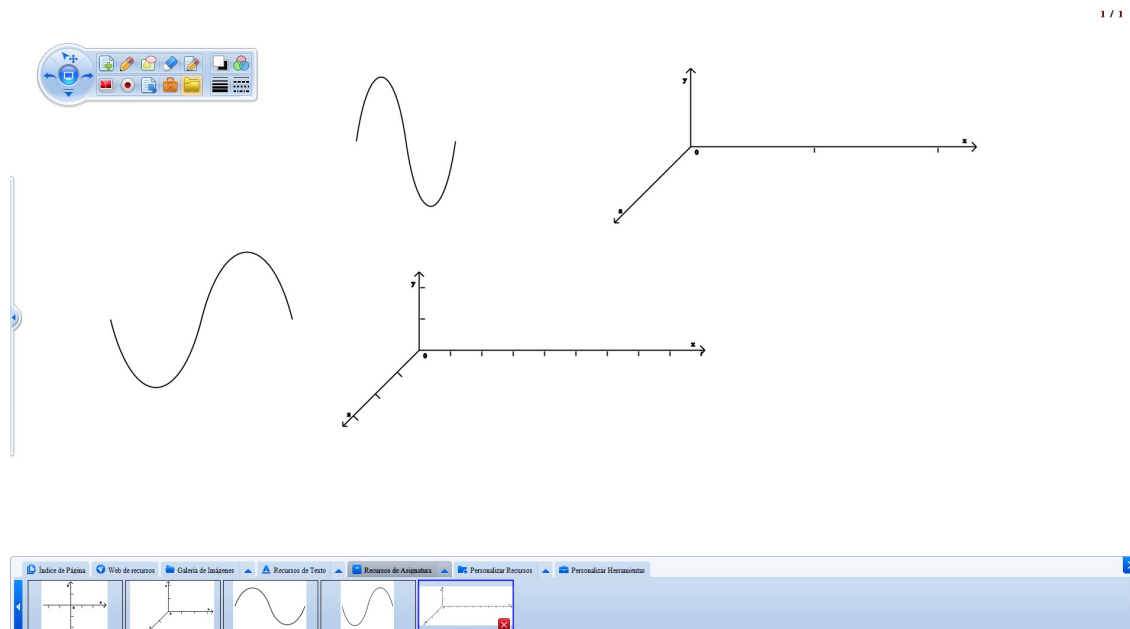 1 / 1
y
x
0
z
y
x
0
z
Índice de Página Web de recursos Galería de Imágenes Recursos de Texto Recursos de Asignatura Personalizar Recursos Personalizar Herramientas